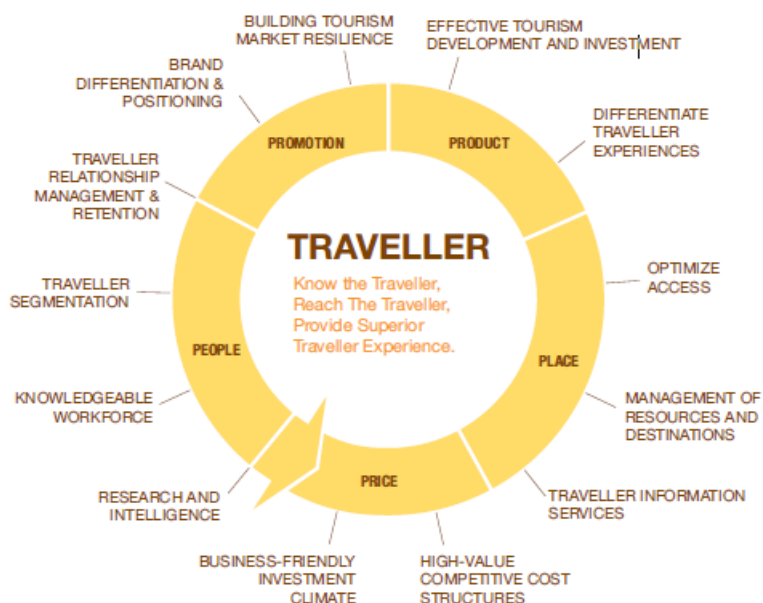 BUILDING TOURISM
MARKET RESILIENCE
EFFECTIVE TOURISM
DEVELOPMENT AND INVESTMENT
BRAND
DIFFERENTIATION &
POSITIONING
DIFFERENTIATE
TRAVELLER
EXPERIENCES
PROMOTION
PRODUCT
TRAVELLER
RELATIONSHIP
MANAGEMENT &
RETENTION
TRAVELLER
Know the Traveller,
Reach The Traveller,
Provide Superior
Traveller Experience.
OPTIMIZE
ACCESS
TRAVELLER
SEGMENTATION
PEOPLE
PLACE
KNOWLEDGEABLE
WORKFORCE
MANAGEMENT OF
RESOURCES AND
DESTINATIONS
PRICE
RESEARCH AND
INTELLIGENCE
TRAVELLER INFORMATION
SERVICES
BUSINESS-FRIENDLY
INVESTMENT
CLIMATE
HIGH-VALUE
COMPETITIVE COST
STRUCTURES